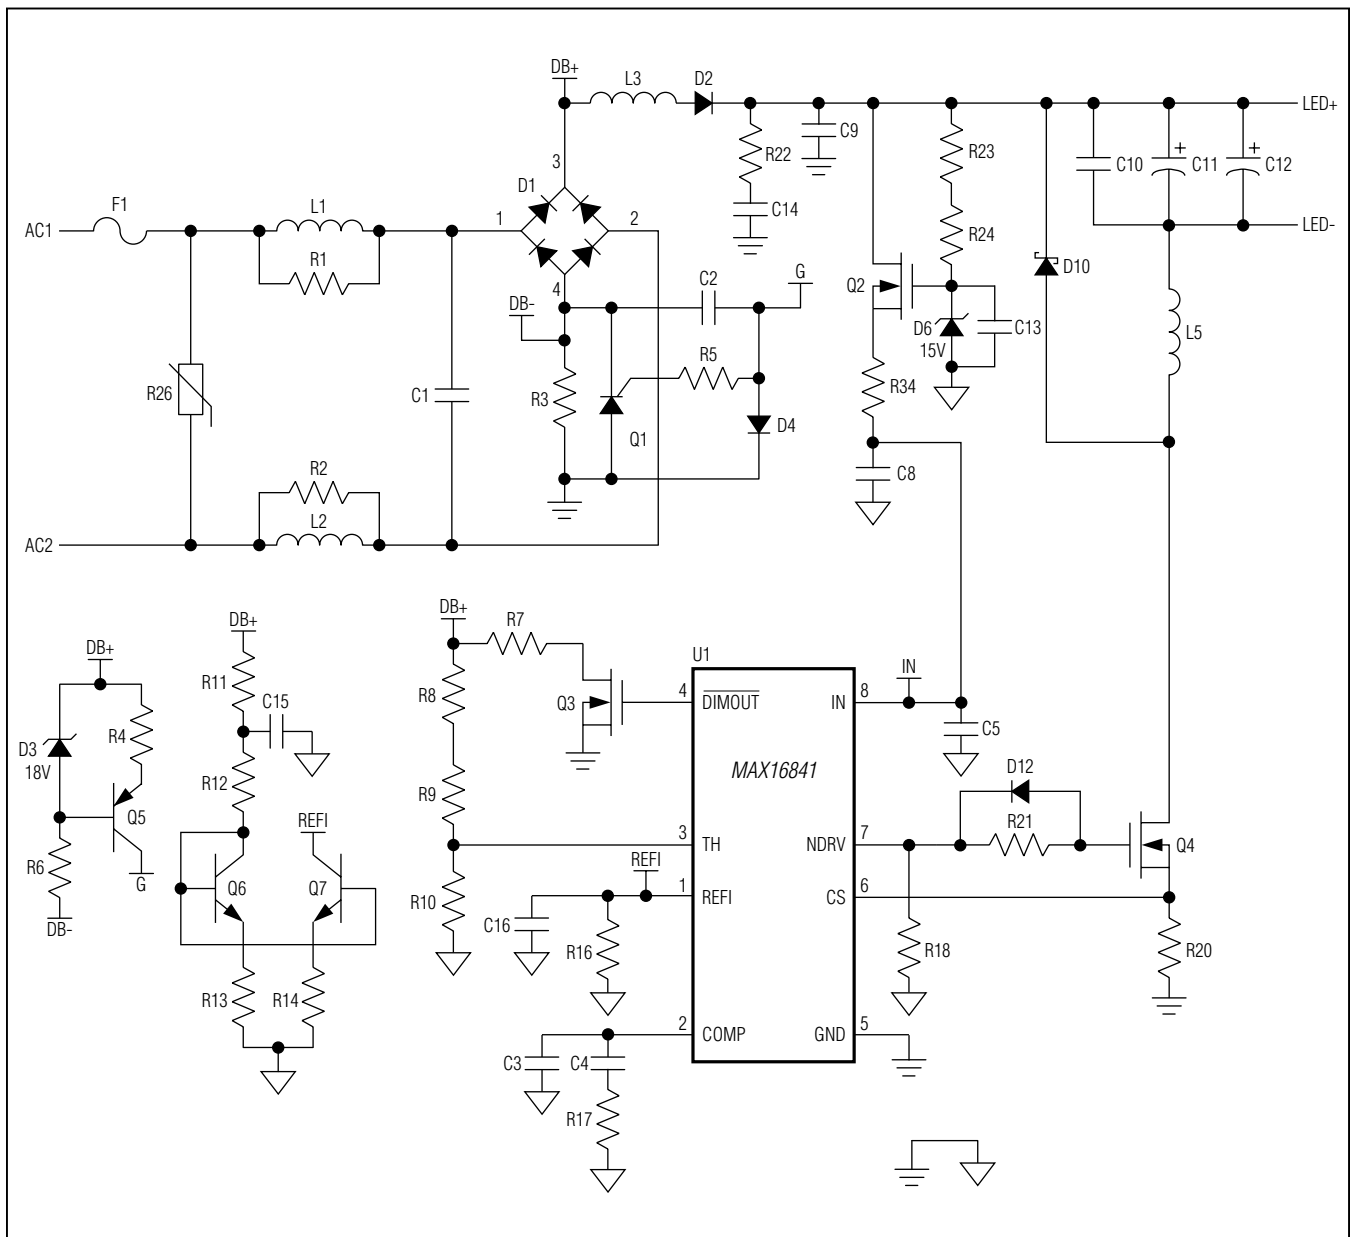 DB+
L3
D2
LED+
C9
R22
R23
C10
+
C11
+
C12
3
D1
F1
L1
1
2
C14
R24
AC1
LED-
R1
4
C2
G
Q2
D10
DB-
D6
15V
C13
L5
R5
R26
C1
R3
R34
Q1
D4
R2
C8
L2
AC2
DB+
DB+
R7
DB+
U1
IN
R11
C15
R8
Q3
4
DIMOUT
IN
8
R4
C5
D3
18V
MAX16841
R12
R9
D12
Q5
REFI
R21
3
TH
NDRV
7
Q4
R6
REFI
G
Q6
Q7
1
REFI
CS
6
R10
C16
DB-
R16
R18
R20
R13
R14
2
COMP
GND
5
C3
C4
R17